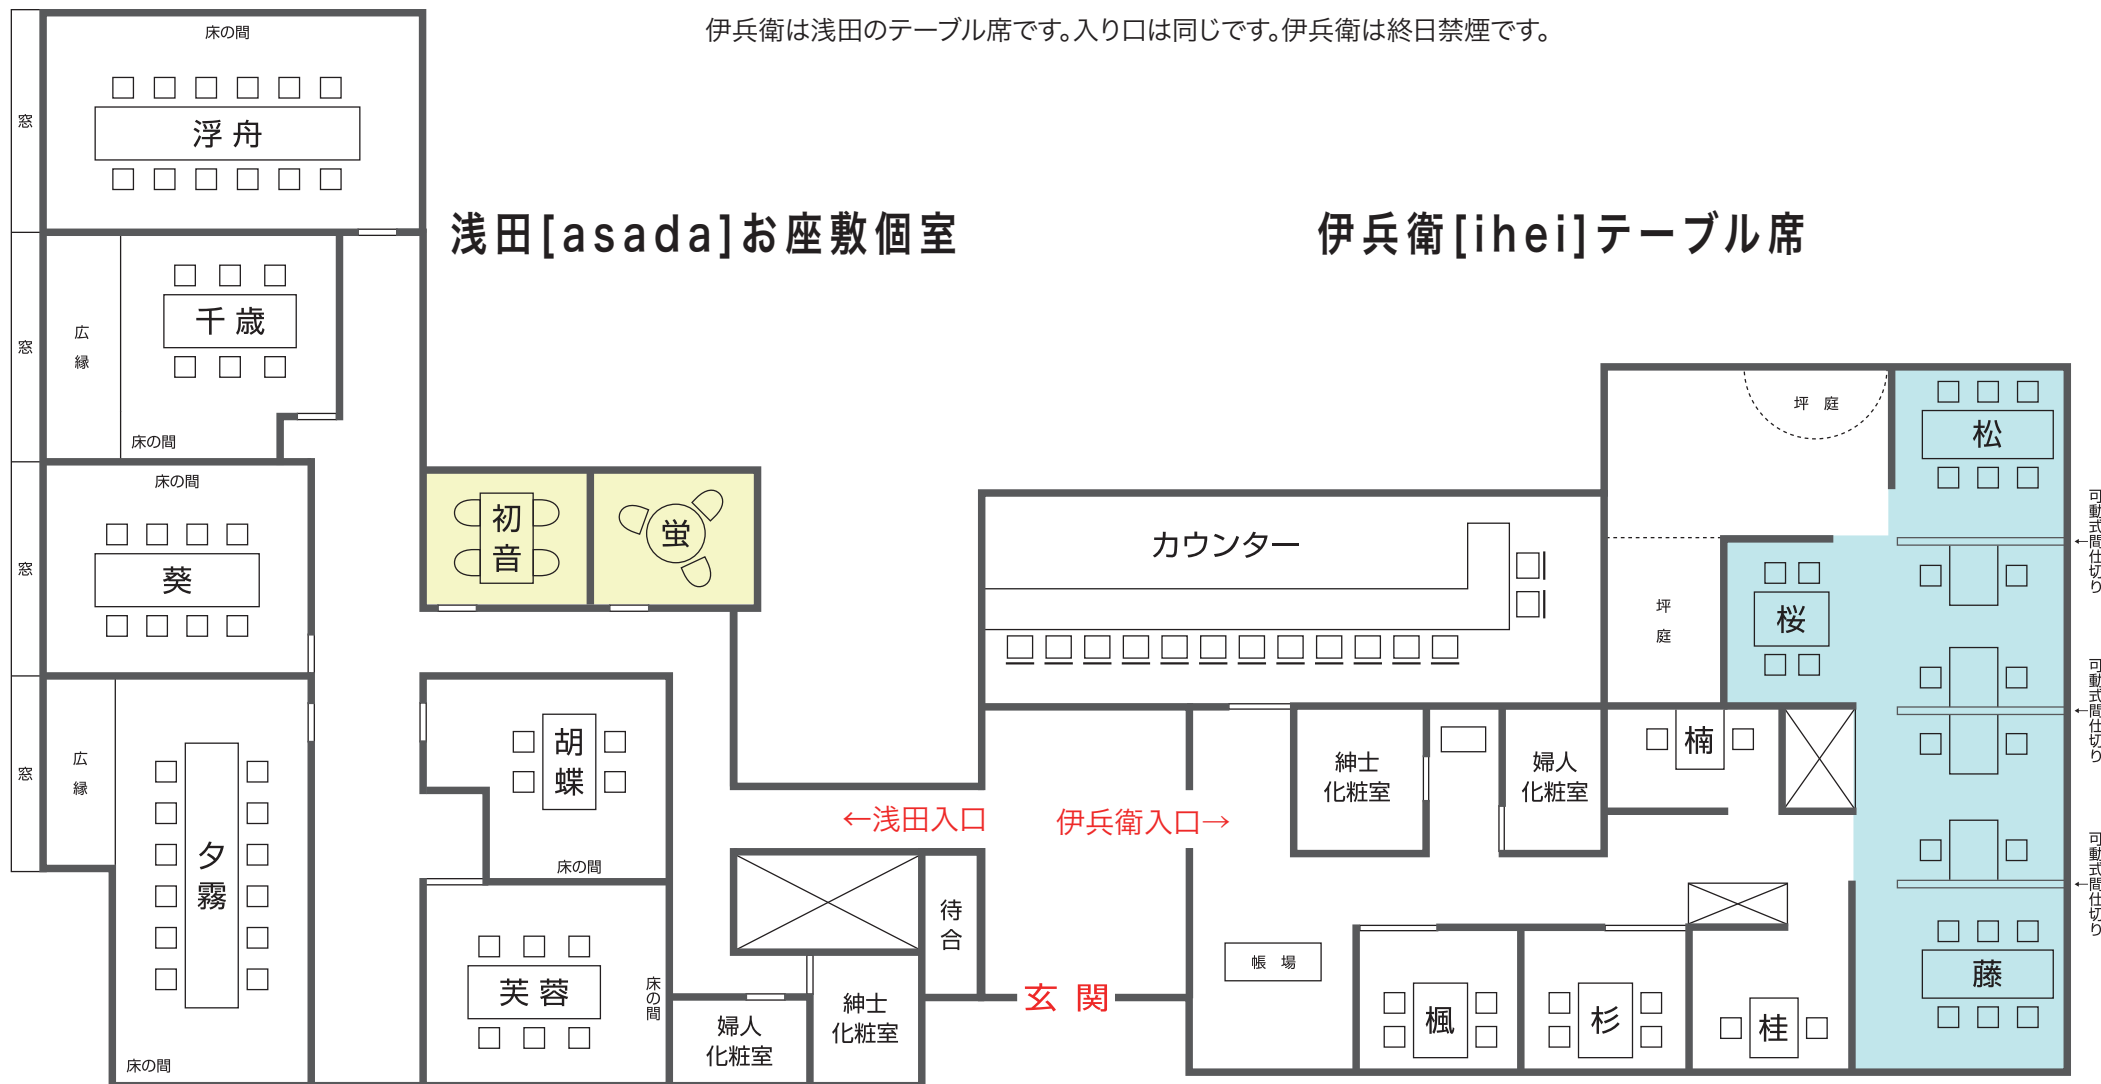 伊兵衛は浅田のテーブル席です。入り口は同じです。伊兵衛は終日禁煙です。
浅田[asada]お座敷個室
伊兵衛[ihei]テーブル席
床の間
窓
浮舟
窓
広縁
千歳
床の間
床の間
窓
葵
窓
広縁
夕霧
床の間
初音
蛍
胡蝶
床の間
芙蓉
床の間
婦人
化粧室
紳士
化粧室
待合
←浅田入口
伊兵衛入口→
玄関
カウンター
紳士
化粧室
婦人
化粧室
帳場
楓
杉
桂
楠
坪庭
坪庭
松
桜
藤
←可動式間仕切り
←可動式間仕切り
←可動式間仕切り